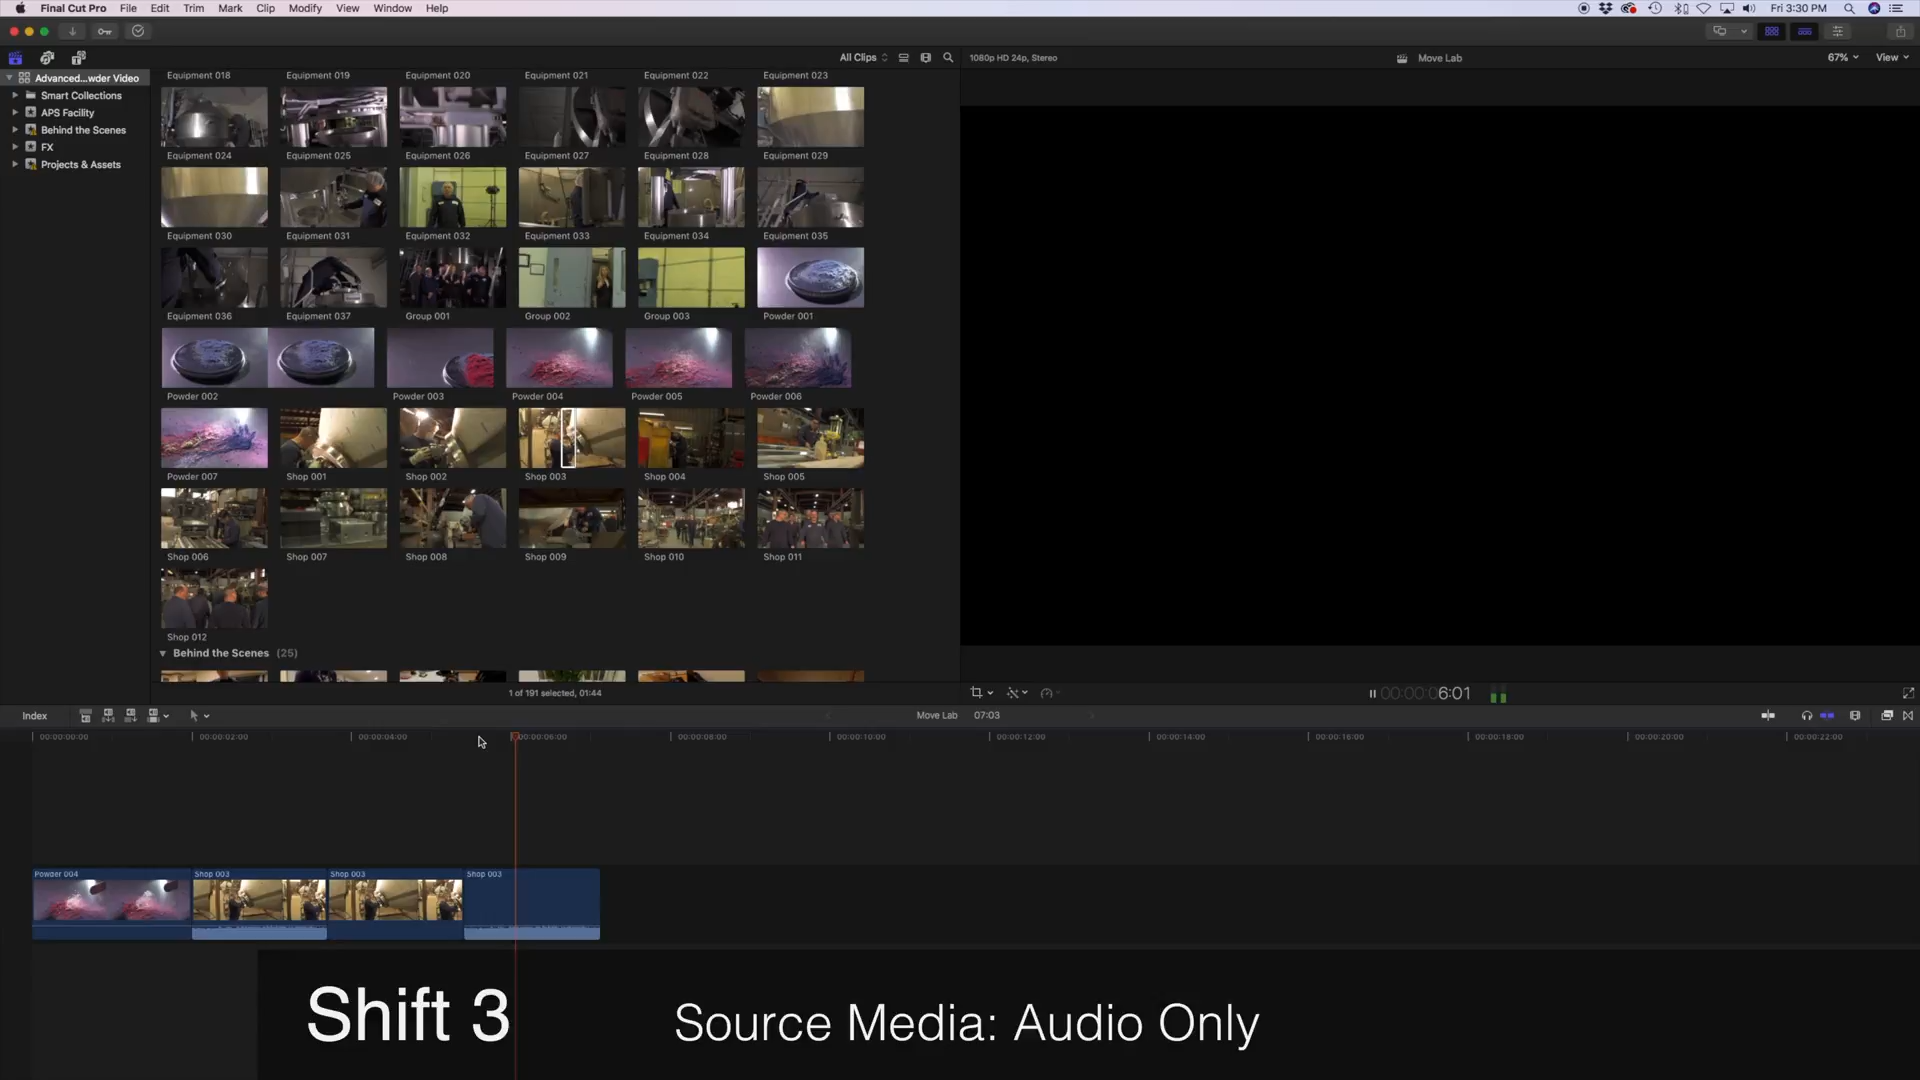 Final Cut Pro File Edit Trim Mark Clip Modify View Window Help Fri 3:30 PM
All Clips 1080p HD 24p, Stereo Move Lab 67% View
Advanced...wder Video
Smart Collections
APS Facility
Behind the Scenes
FX
Projects & Assets
Equipment 018 Equipment 019 Equipment 020 Equipment 021 Equipment 022 Equipment 023
Equipment 024 Equipment 025 Equipment 026 Equipment 027 Equipment 028 Equipment 029
Equipment 030 Equipment 031 Equipment 032 Equipment 033 Equipment 034 Equipment 035
Equipment 036 Equipment 037 Group 001 Group 002 Group 003 Powder 001
Powder 002 Powder 003 Powder 004 Powder 005 Powder 006
Powder 007 Shop 001 Shop 002 Shop 003 Shop 004 Shop 005
Shop 006 Shop 007 Shop 008 Shop 009 Shop 010 Shop 011
Shop 012
Behind the Scenes (25)
1 of 191 selected, 01:44 00:00:06:01
Index Move Lab 07:03
00:00:00:00 00:00:02:00 00:00:04:00 00:00:06:00 00:00:08:00 00:00:10:00 00:00:12:00 00:00:14:00 00:00:16:00 00:00:18:00 00:00:20:00 00:00:22:00
Powder 004 Shop 003 Shop 003 Shop 003
Shift 3 Source Media: Audio Only